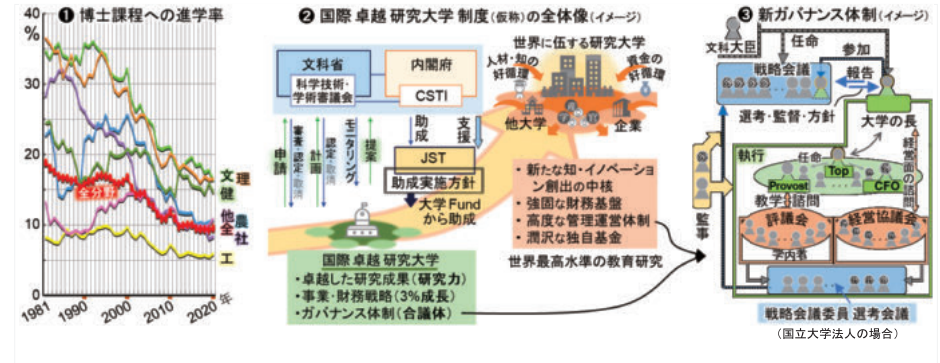 ❶ 博士課程への進学率
40
%
30
20
10
0
1981
1990
2000
2010
2020
年
全分野
文理
健
他農
全社
工
❷ 国際 卓越 研究大学 制度(仮称)の全体像(イメージ)
文科省
科学技術・
学術審議会
内閣府
CSTI
世界に伍する研究大学
人材・知の
好循環
資金の
好循環
他大学
企業
申請
審査・認定・取消
計画
認定・取消
モニタリング
提案
助成
支援
JST
助成実施方針
大学 Fund
から助成
・新たな知・イノベーショ
ン創出の中核
・強固な財務基盤
・高度な管理運営体制
・潤沢な独自基金
世界最高水準の教育研究
国際 卓越 研究大学
・卓越した研究成果(研究力)
・事業・財務戦略(3%成長)
・ガバナンス体制(合議体)
❸ 新ガバナンス体制(イメージ)
文科大臣
任命
参加
戦略会議
報告
選考・監督・方針
大学の長
執行
任命
Top
Provost
CFO
教学
諮問
経営面の諮問
監事
評議会
経営協議会
学内者
戦略会議委員 選考会議
(国立大学法人の場合)